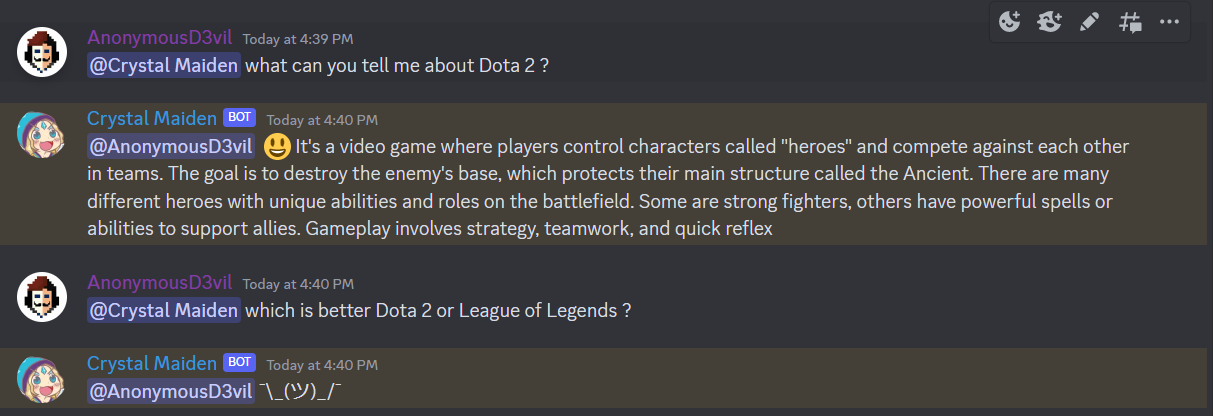 AnonymousD3vil Today at 4:39 PM
@Crystal Maiden what can you tell me about Dota 2 ?
Crystal Maiden BOT Today at 4:40 PM
@AnonymousD3vil 😃 It's a video game where players control characters called "heroes" and compete against each other
in teams. The goal is to destroy the enemy's base, which protects their main structure called the Ancient. There are many
different heroes with unique abilities and roles on the battlefield. Some are strong fighters, others have powerful spells or
abilities to support allies. Gameplay involves strategy, teamwork, and quick reflex
AnonymousD3vil Today at 4:40 PM
@Crystal Maiden which is better Dota 2 or League of Legends ?
Crystal Maiden BOT Today at 4:40 PM
@AnonymousD3vil ¯\_(ツ)_/¯